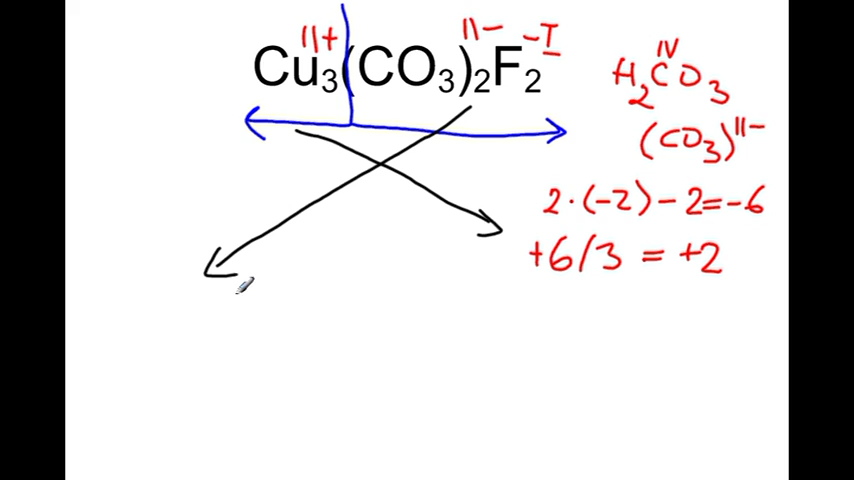 II+ II− −I
Cu₃(CO₃)₂F₂
IV
H₂CO₃
(CO₃)II−
2·(−2)−2=−6
+6/3 = +2